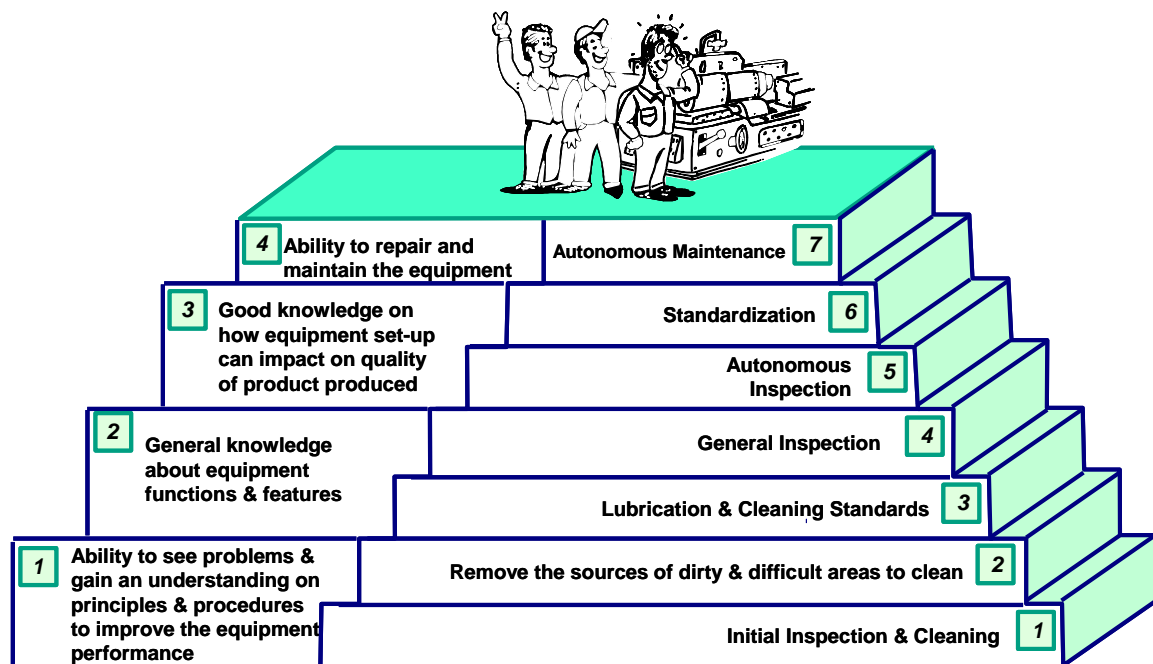 4
Ability to repair and
maintain the equipment
Autonomous Maintenance
7
3
Good knowledge on
how equipment set-up
can impact on quality
of product produced
Standardization
6
Autonomous
Inspection
5
2
General knowledge
about equipment
functions & features
General Inspection
4
Lubrication & Cleaning Standards
3
1
Ability to see problems &
gain an understanding on
principles & procedures
to improve the equipment
performance
Remove the sources of dirty & difficult areas to clean
2
Initial Inspection & Cleaning
1